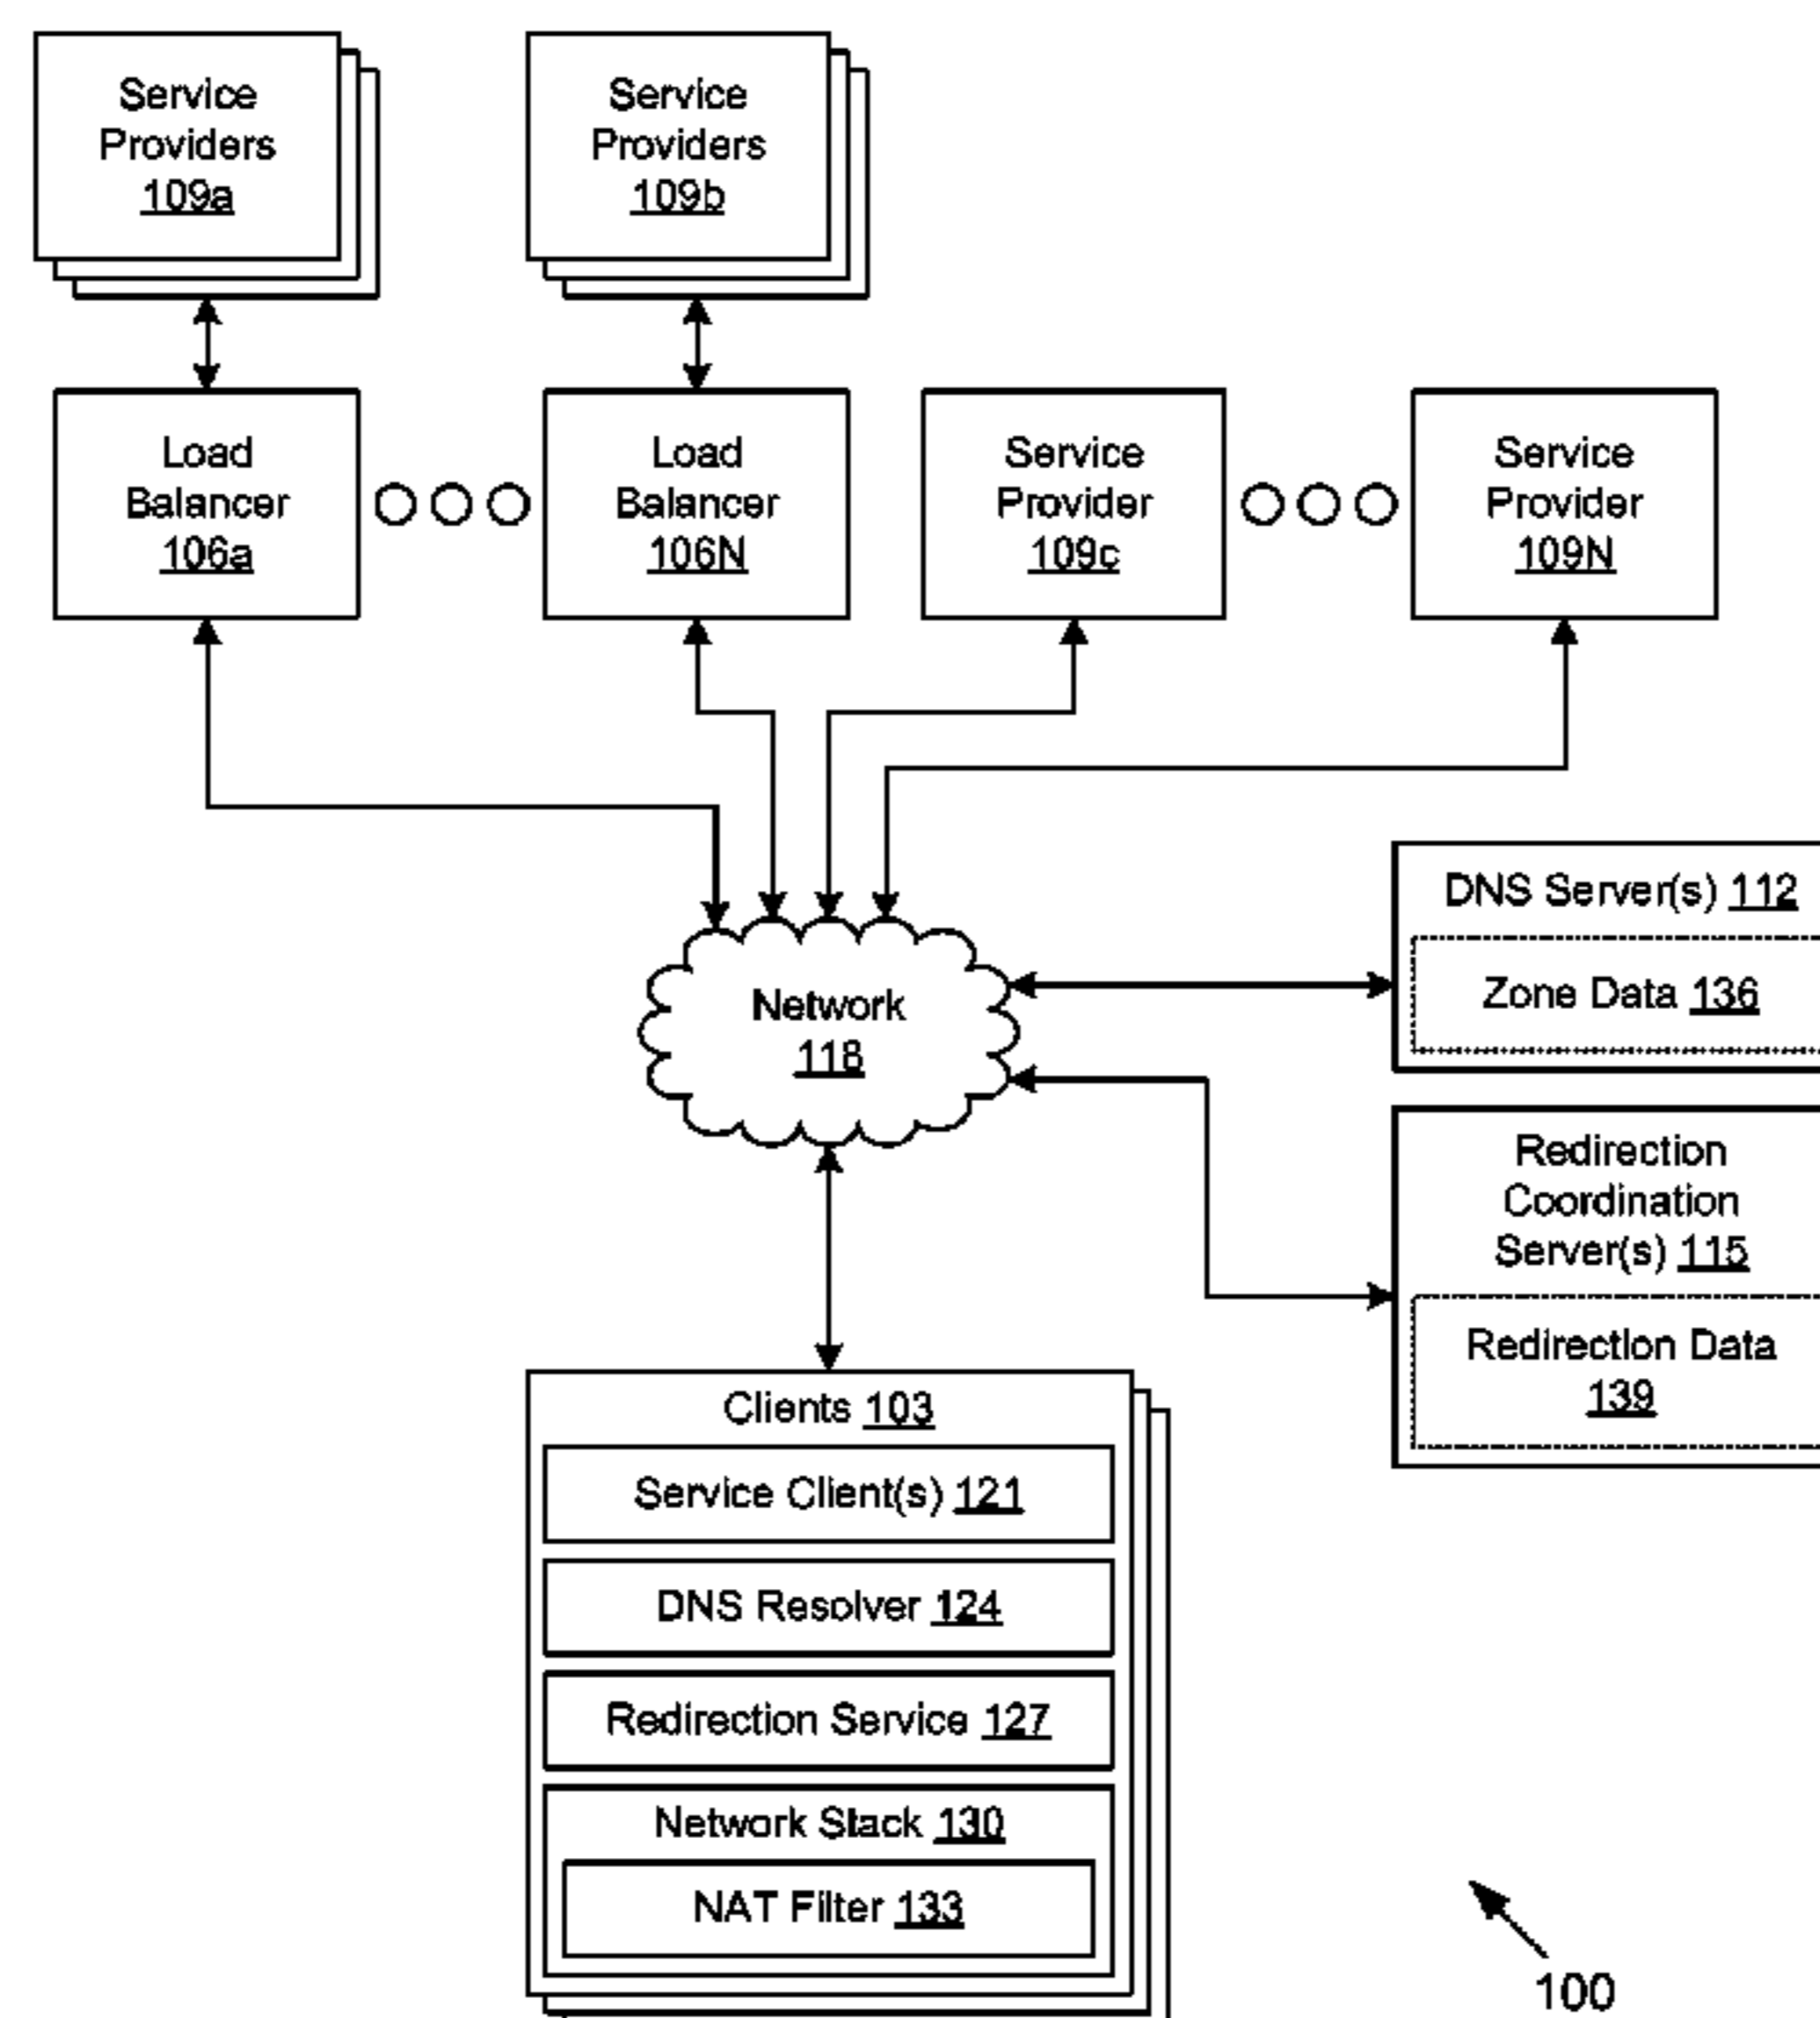 Service
Providers
109a
Service
Providers
109b
Load
Balancer
106a
Load
Balancer
106N
Service
Provider
109c
Service
Provider
109N
DNS Server(s) 112
Zone Data 136
Network
118
Redirection
Coordination
Server(s) 115
Redirection Data
139
Clients 103
Service Client(s) 121
DNS Resolver 124
Redirection Service 127
Network Stack 130
NAT Filter 133
100